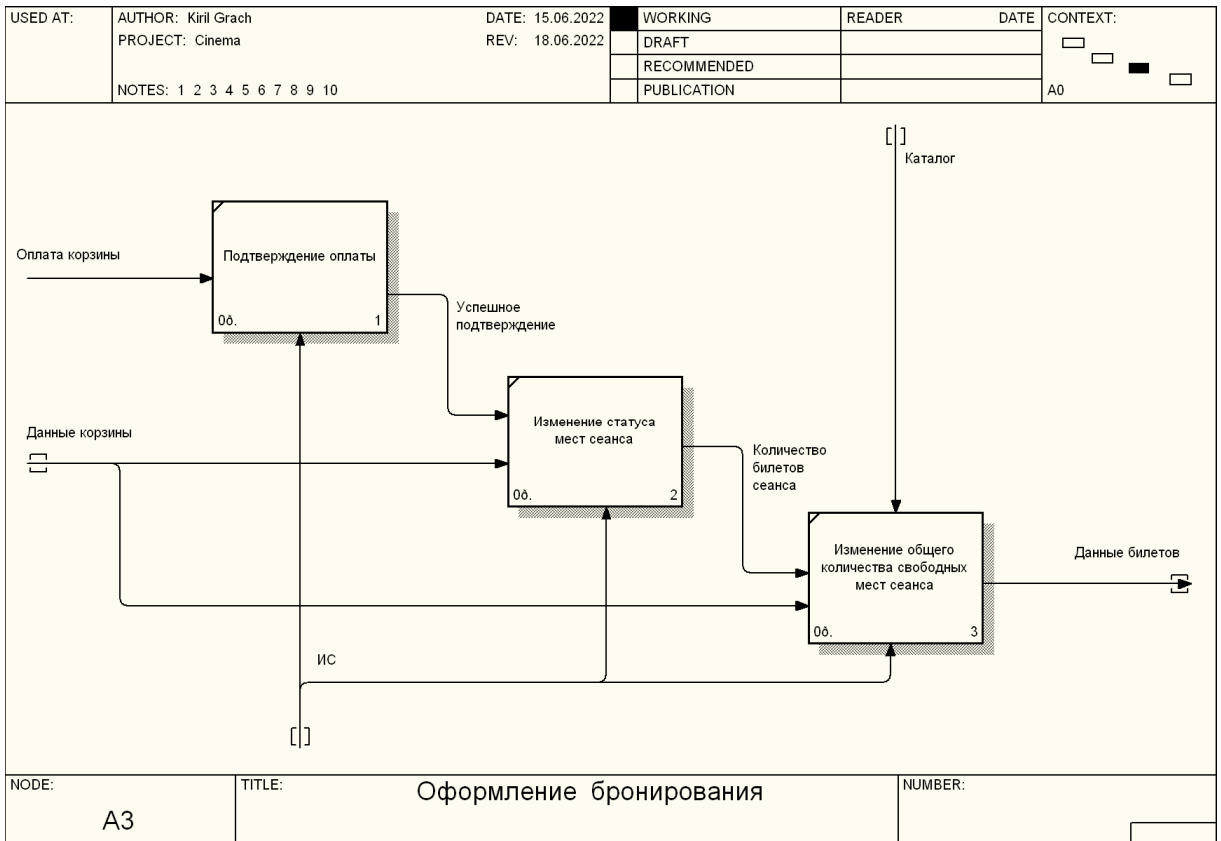 USED AT:
AUTHOR: Kiril Grach
DATE: 15.06.2022
WORKING
READER
DATE
CONTEXT:
PROJECT: Cinema
REV: 18.06.2022
DRAFT
RECOMMENDED
NOTES: 1 2 3 4 5 6 7 8 9 10
PUBLICATION
A0
Каталог
Оплата корзины
Подтверждение оплаты
0ð.
1
Успешное
подтверждение
Данные корзины
Изменение статуса
мест сеанса
0ð.
2
Количество
билетов
сеанса
Изменение общего
количества свободных
мест сеанса
0ð.
3
Данные билетов
ИС
NODE:
A3
TITLE:
Оформление бронирования
NUMBER: